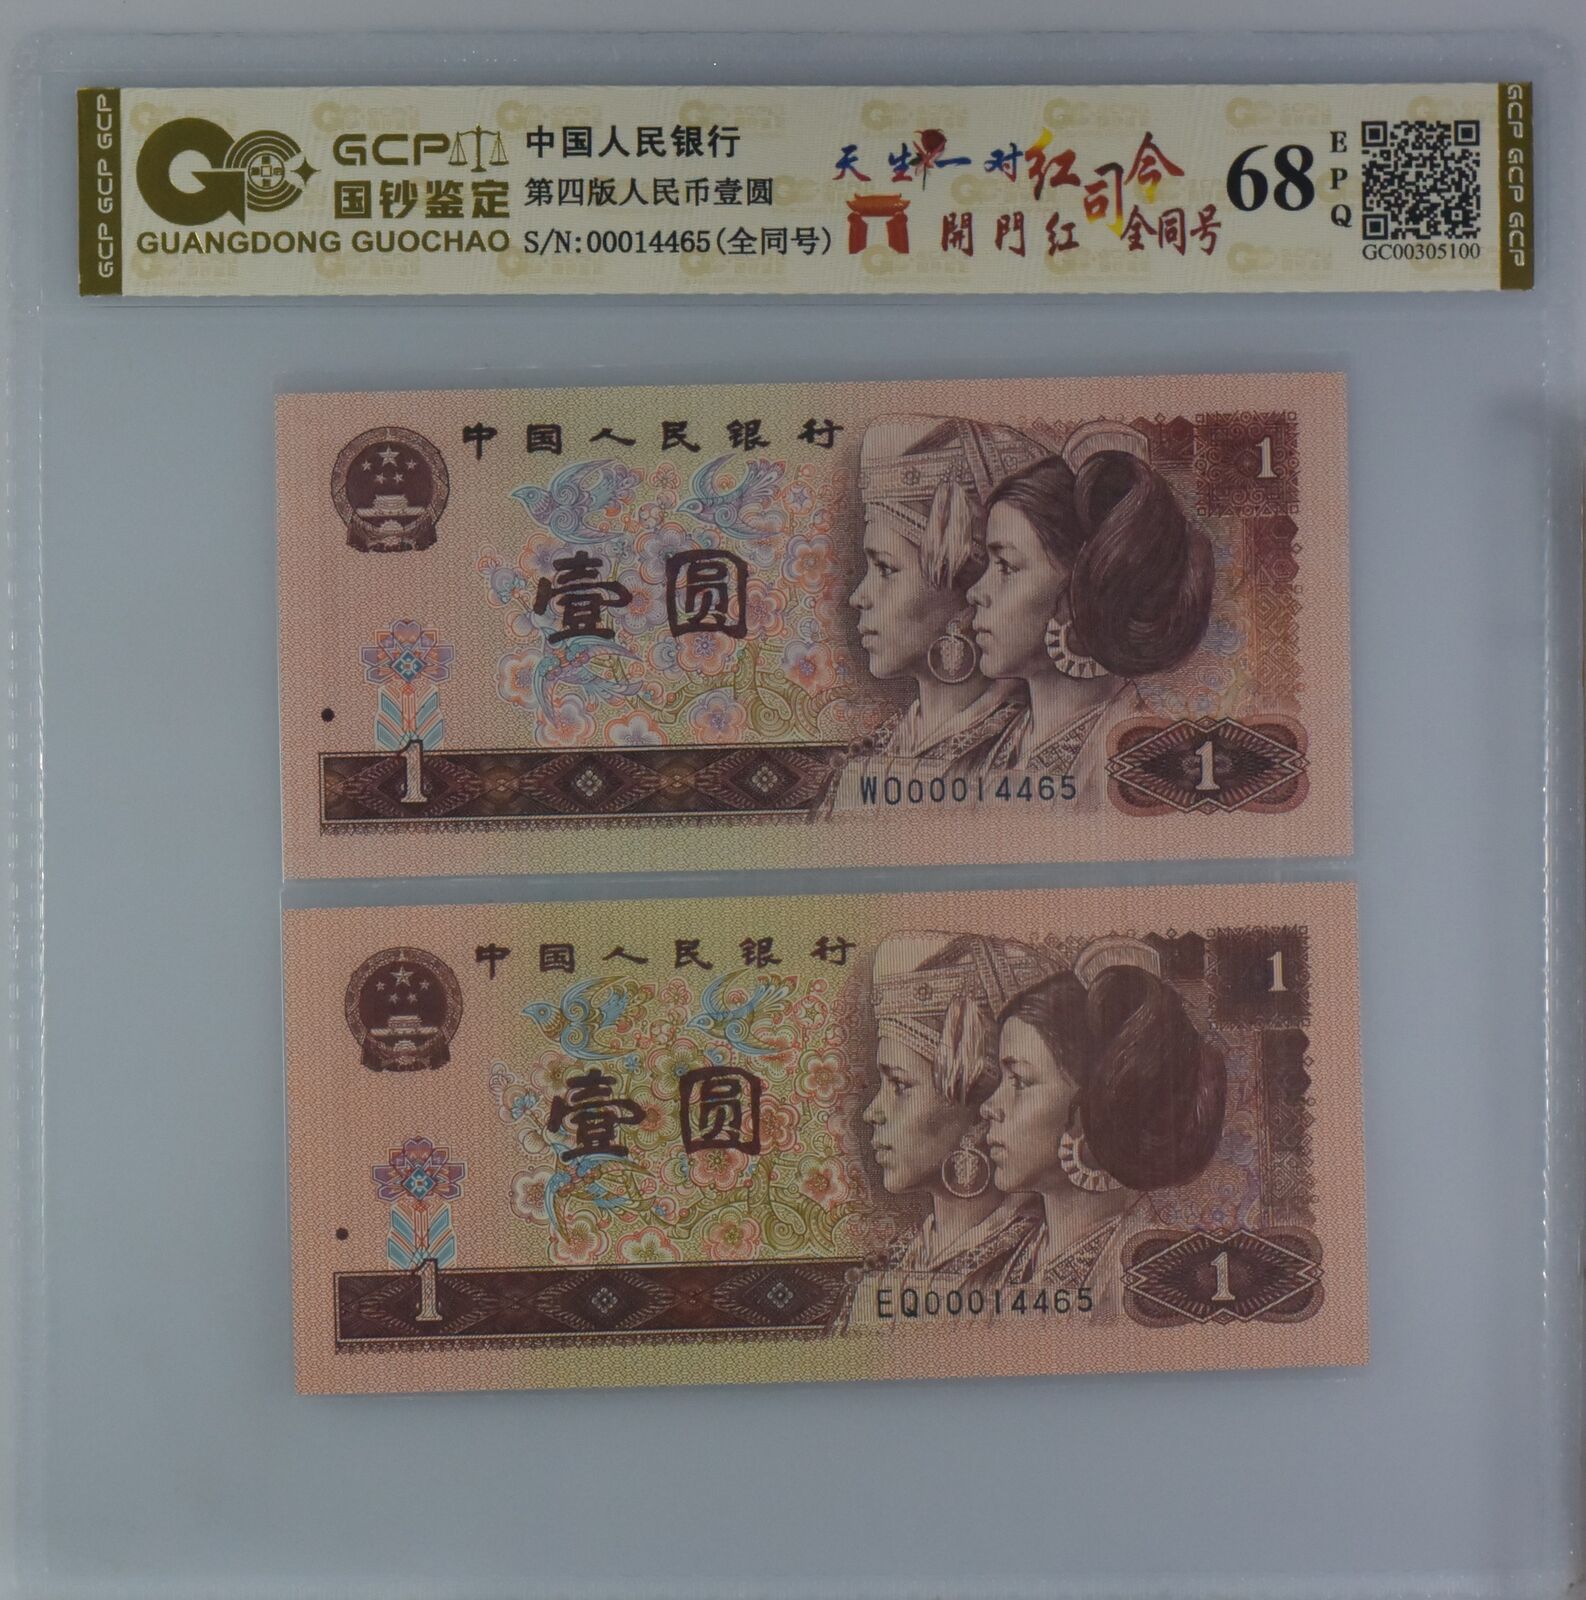 GCP GCP GCP
GCP
国钞鉴定
GUANGDONG GUOCHAO
中国人民银行
第四版人民币壹圆
S/N:00014465(全同号)
天生一对红司令
開門红 全同号
68
EPQ
GC00305100
GCP GCP GCP
中国人民银行
1
壹圆
1
WO00014465
1
中国人民银行
1
壹圆
1
EQ00014465
1